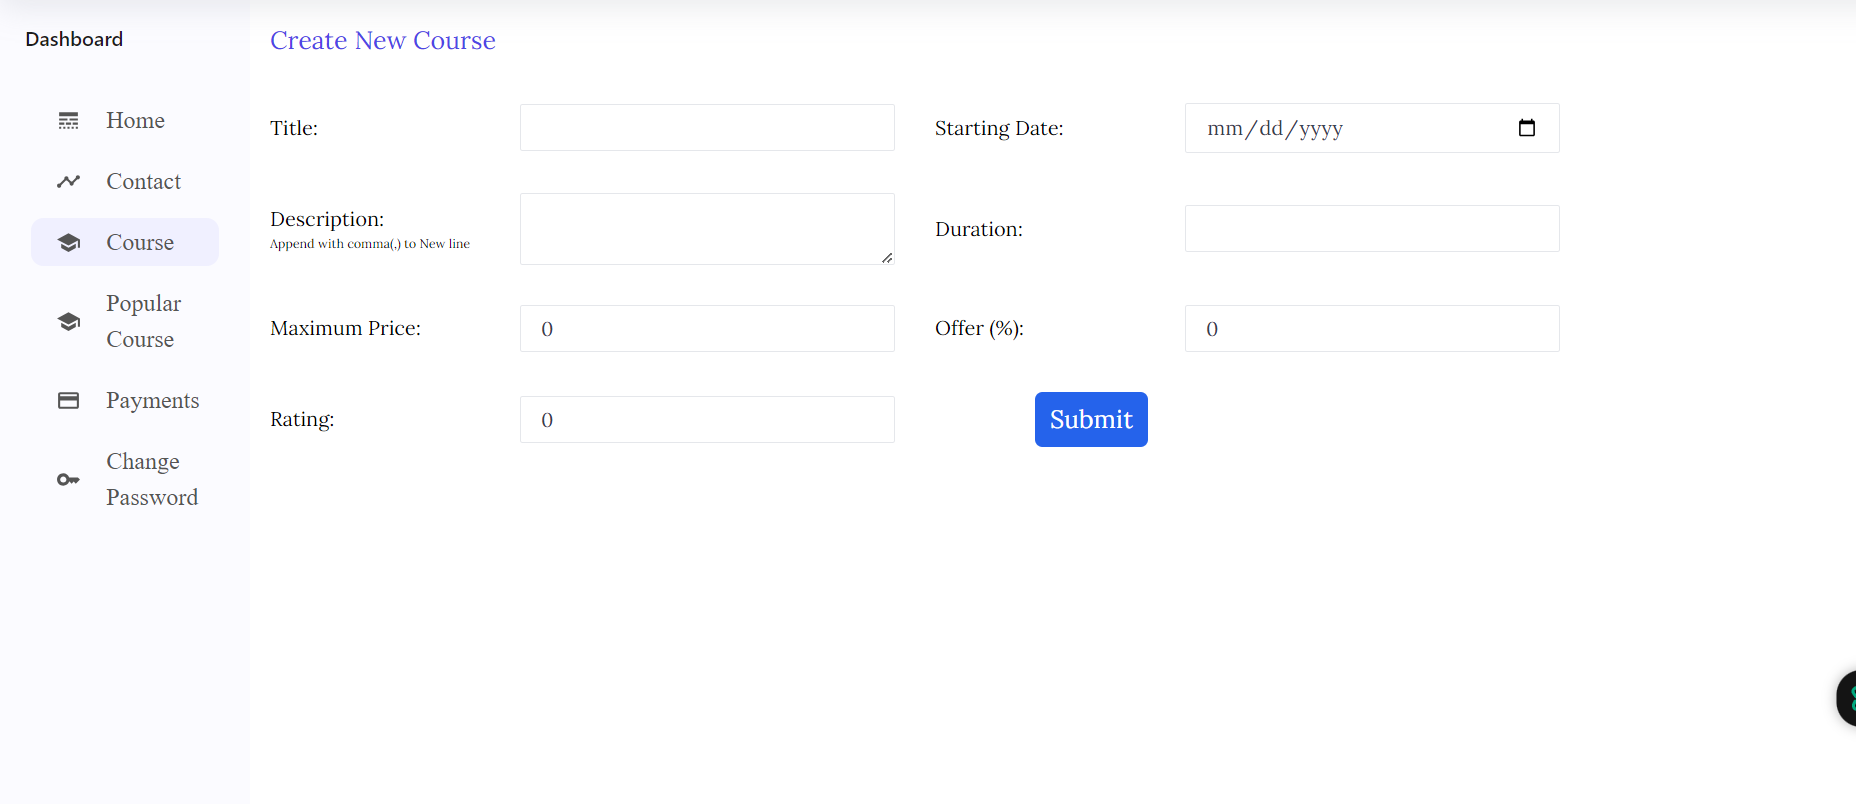 Dashboard
Home
Contact
Course
Popular
Course
Payments
Change
Password
Create New Course
Title:
Starting Date:
mm/dd/yyyy
Description:
Append with comma(,) to New line
Duration:
Maximum Price:
0
Offer (%):
0
Rating:
0
Submit